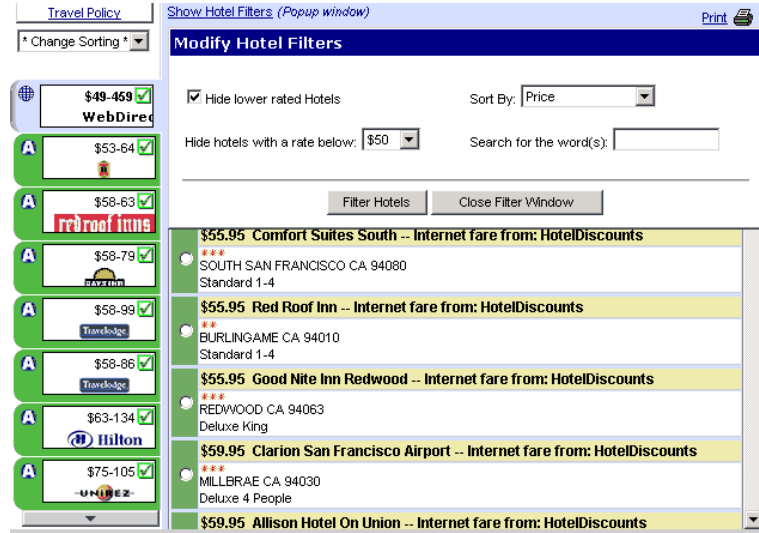 Travel Policy
* Change Sorting *
$49-459
WebDirec
A
$53-64
A
$58-63
red roof inns
A
$58-79
DAYS INN
A
$58-99
Travelodge
A
$58-86
Travelodge
A
$63-134
Hilton
A
$75-105
Show Hotel Filters (Popup window)
Print
Modify Hotel Filters
Hide lower rated Hotels
Sort By: Price
Hide hotels with a rate below: $50
Search for the word(s):
Filter Hotels
Close Filter Window
$55.95 Comfort Suites South -- Internet fare from: HotelDiscounts
***
SOUTH SAN FRANCISCO CA 94080
Standard 1-4
$55.95 Red Roof Inn -- Internet fare from: HotelDiscounts
**
BURLINGAME CA 94010
Standard 1-4
$55.95 Good Nite Inn Redwood -- Internet fare from: HotelDiscounts
***
REDWOOD CA 94063
Deluxe King
$59.95 Clarion San Francisco Airport -- Internet fare from: HotelDiscounts
***
MILLBRAE CA 94030
Deluxe 4 People
$59.95 Allison Hotel On Union -- Internet fare from: HotelDiscounts